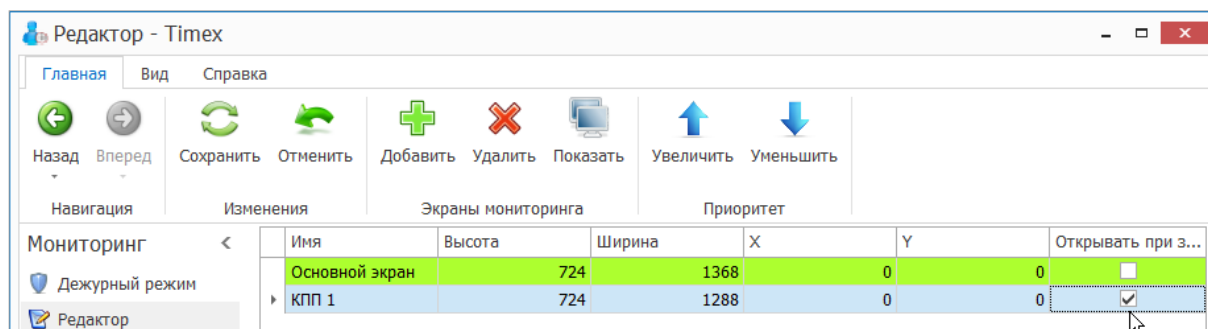 Редактор - Timex
Главная Вид Справка
Назад Вперед Сохранить Отменить Добавить Удалить Показать Увеличить Уменьшить
Навигация Изменения Экраны мониторинга Приоритет
Мониторинг < Имя Высота Ширина X Y Открывать при з...
Основной экран 724 1368 0 0
Дежурный режим
КПП 1 724 1288 0 0
Редактор